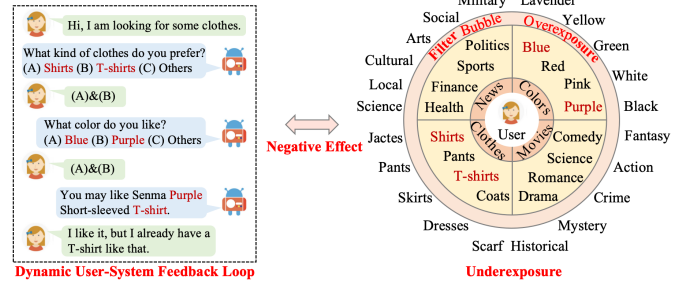 Hi, I am looking for some clothes.
What kind of clothes do you prefer?
(A) Shirts (B) T-shirts (C) Others
(A)&(B)
What color do you like?
(A) Blue (B) Purple (C) Others
(A)&(B)
You may like Senma Purple
Short-sleeved T-shirt.
I like it, but I already have a
T-shirt like that.
Dynamic User-System Feedback Loop
Negative Effect
Military
Lavender
Social
Yellow
Arts
Green
Cultural
White
Local
Black
Science
Fantasy
Jactes
Action
Pants
Crime
Skirts
Mystery
Dresses
Scarf
Historical
Filter Bubble
Overexposure
Politics
Sports
Finance
Health
Blue
Red
Pink
Purple
Shirts
Pants
T-shirts
Coats
Comedy
Science
Romance
Drama
News
Colors
Clothes
Movies
User
Underexposure